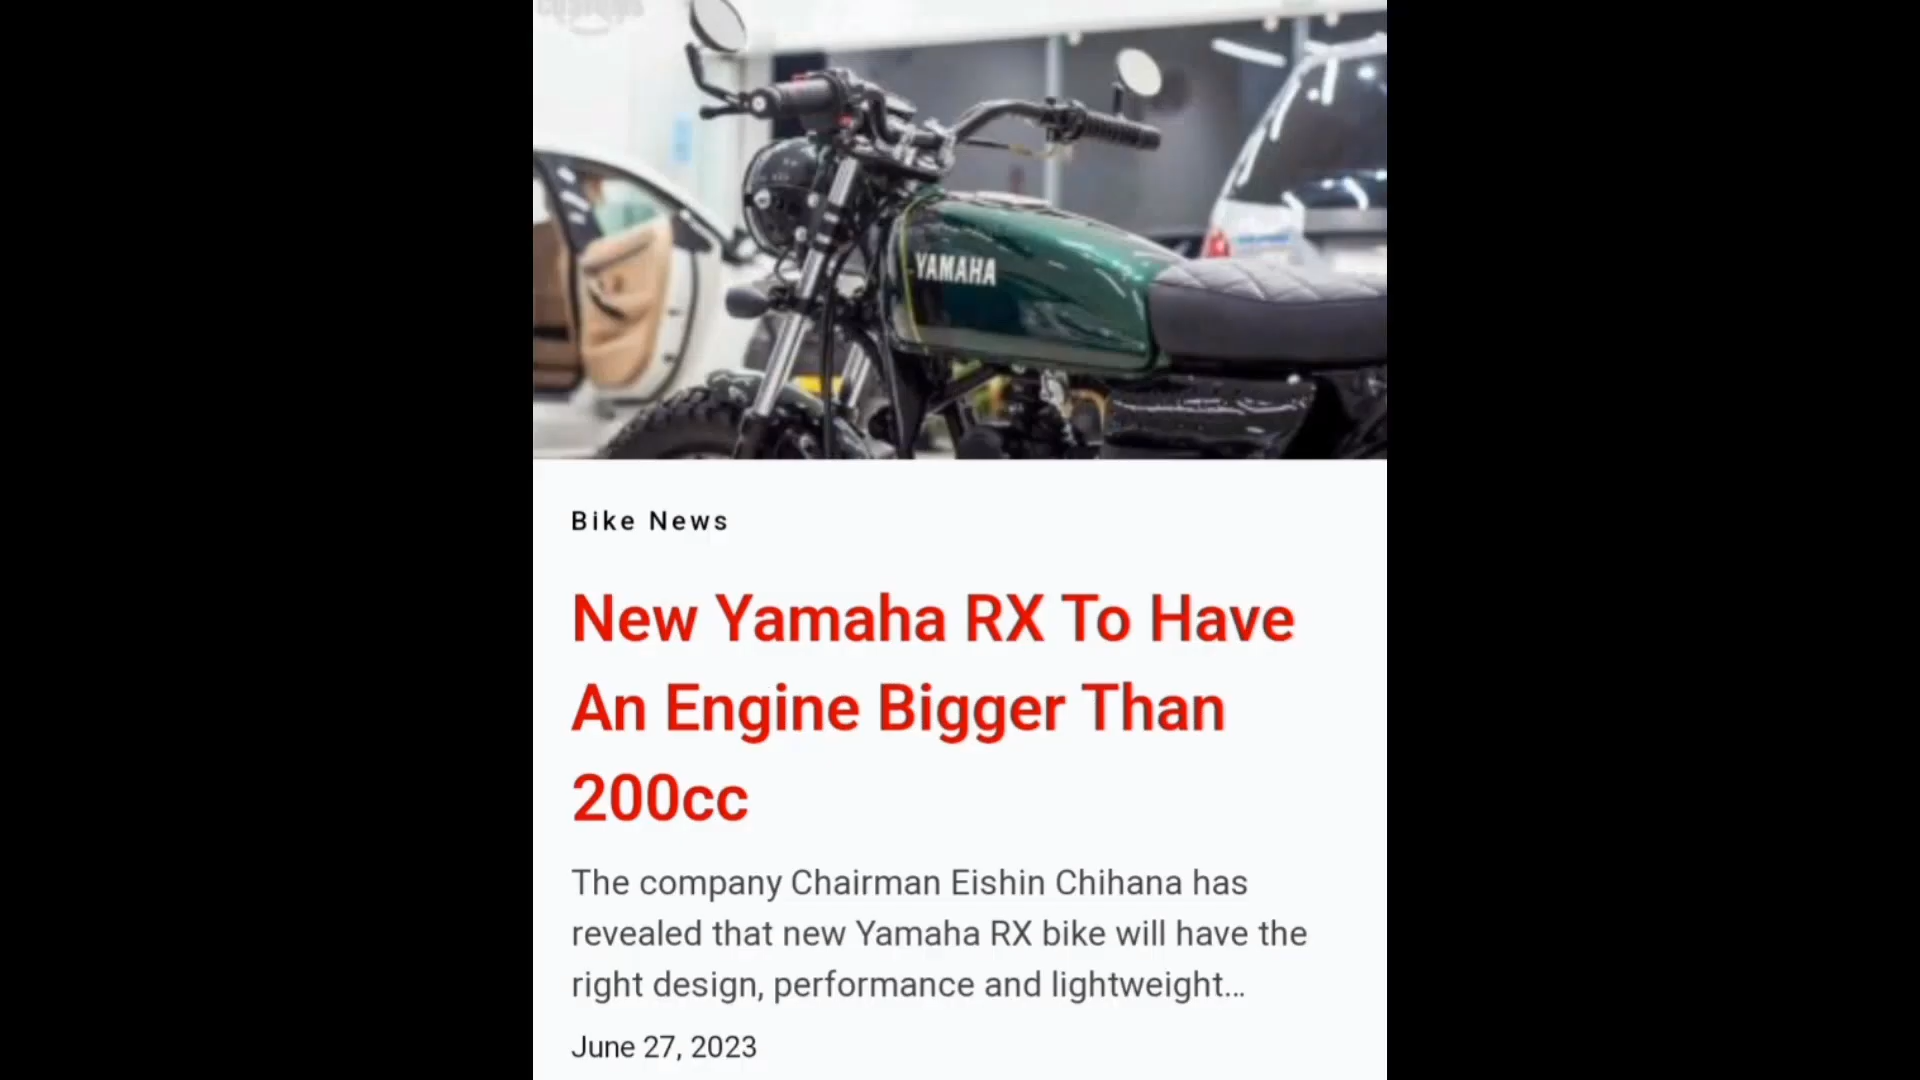 CUSTOMS
YAMAHA
Bike News
New Yamaha RX To Have
An Engine Bigger Than
200cc
The company Chairman Eishin Chihana has
revealed that new Yamaha RX bike will have the
right design, performance and lightweight...
June 27, 2023